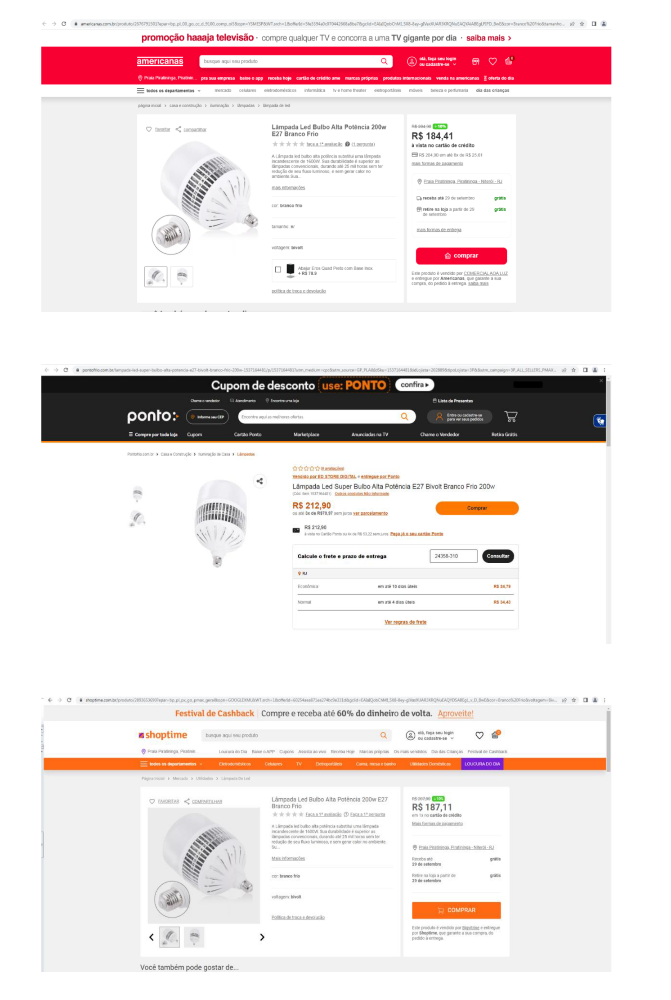 americanas.com.br/produto/2676791501?epar=bp_pl_00_go_cc_d_9100_comp_oi5&opn=YSMESP&WT.srch=1&offerId=5fe3394a0c070442668a8be7&gclid=EAIaIQobChMI_5X8-8ey-gIVaxXUAR3KRQNuEAQYAiABEgLPIPD_BwE&cor=Branco%20Frio&tamanho...
promoção haaaja televisão · compre qualquer TV e concorra a uma TV gigante por dia · saiba mais >
americanas
busque aqui seu produto
olá, faça seu login
ou cadastre-se
0
Praia Piratininga, Piratinin... pra sua empresa baixe o app receba hoje cartão de crédito ame marcas próprias produtos internacionais venda na americanas oferta do dia
todos os departamentos mercado celulares eletrodomésticos informática tv e home theater eletroportáteis móveis beleza e perfumaria dia das crianças
página inicial > casa e construção > iluminação > lâmpadas > lâmpada de led
favoritar compartilhar
Lâmpada Led Bulbo Alta Potência 200w
E27 Branco Frio
faça a 1ª avaliação (1 pergunta)
A Lâmpada led bulbo alta potência substitui uma lâmpada
incandescente de 1600W. Sua durabilidade é superior as
lâmpadas convencionais, durando até 25 mil horas sem ter
redução de seu fluxo luminoso, e sem gerar calor no
ambiente.Sua...
mais informações
cor: branco frio
tamanho: n/
voltagem: bivolt
Abajur Eros Quad Preto com Base Inox.
+ R$ 78.9
política de troca e devolução
R$ 204,90 10%
R$ 184,41
à vista no cartão de crédito
R$ 204,90 em até 8x de R$ 25,61
mais formas de pagamento
Praia Piratininga, Piratininga - Niterói - RJ
receba até 29 de setembro grátis
retire na loja a partir de 29 grátis
de setembro
mais formas de entrega
comprar
Este produto é vendido por COMERCIAL AOA LUZ
e entregue por Americanas, que garante a sua
compra, do pedido à entrega. saiba mais
pontofrio.com.br/lampada-led-super-bulbo-alta-potencia-e27-bivolt-branco-frio-200w-1537164481/p/1537164481?utm_medium=cpc&utm_source=GP_PLA&IdSku=1537164481&idLojista=202889&tipoLojista=3P&&utm_campaign=3P_ALL_SELLERS_PMAX...
Cupom de desconto use: PONTO confira
Chame o vendedor Atendimento Encontre uma loja Lista de Presentes
ponto:
Informe seu CEP
Encontre aqui as melhores ofertas
Entre ou cadastre-se
para ver seus pedidos
Compre por toda loja Cupom Cartão Ponto Marketplace Anunciadas na TV Chame o Vendedor Retira Grátis
Pontofrio.com.br > Casa e Construção > Iluminação de Casa > Lâmpadas
(0 avaliações)
Vendido por ED STORE DIGITAL e entregue por Ponto
Lâmpada Led Super Bulbo Alta Potência E27 Bivolt Branco Frio 200w
(Cód. Item 1537164481) Outros produtos Não Informado
R$ 212,90
ou até 3x de R$70,97 sem juros ver parcelamento
Comprar
R$ 212,90
à vista no Cartão Ponto ou 4x de R$ 53,22 sem juros. Peça já o seu cartão Ponto
Calcule o frete e prazo de entrega 24358-310 Consultar
RJ
Econômica em até 10 dias úteis R$ 24,79
Normal em até 4 dias úteis R$ 34,43
Ver regras de frete
shoptime.com.br/produto/2893653690?epar=bp_pl_px_go_pmax_geral&opn=GOOGLEXML&WT.srch=1&offerId=60254aea871ea274bc9e331d&gclid=EAIaIQobChMI_5X8-8ey-gIVaxXUAR3KRQNuEAQYDSABEgL_v_D_BwE&cor=Branco%20Frio&voltagem=Biv...
Festival de Cashback Compre e receba até 60% do dinheiro de volta. Aproveite!
shoptime
busque aqui seu produto
olá, faça seu login
ou cadastre-se
0
Praia Piratininga, Piratinin... Loucura do Dia Baixe o APP Cupons Assista ao vivo Receba Hoje Marcas próprias Os mais vendidos Dia das Crianças Festival de Cashback
todos os departamentos Eletrodomésticos Celulares TV Eletroportáteis Cama, mesa e banho Utilidades Domésticas LOUCURA DO DIA
Página Inicial > Mercado > Utilidades > Lâmpada De Led
FAVORITAR COMPARTILHAR
Lâmpada Led Bulbo Alta Potência 200w E27
Branco Frio
Faça a 1ª avaliação Faça a 1ª pergunta
A Lâmpada led bulbo alta potência substitui uma lâmpada
incandescente de 1600W. Sua durabilidade é superior as
lâmpadas convencionais, durando até 25 mil horas sem ter
redução de seu fluxo luminoso, e sem gerar calor no ambiente.
Su...
Mais informações
cor: branco frio
voltagem: bivolt
Política de troca e devolução
R$ 207,90 10%
R$ 187,11
em 1x no cartão de crédito
Mais formas de pagamento
Praia Piratininga, Piratininga - Niterói - RJ
Receba até grátis
29 de setembro
Retire na loja a partir de grátis
29 de setembro
COMPRAR
Este produto é vendido por Bigvitrine e entregue
por Shoptime, que garante a sua compra, do
pedido à entrega.
Você também pode gostar de...